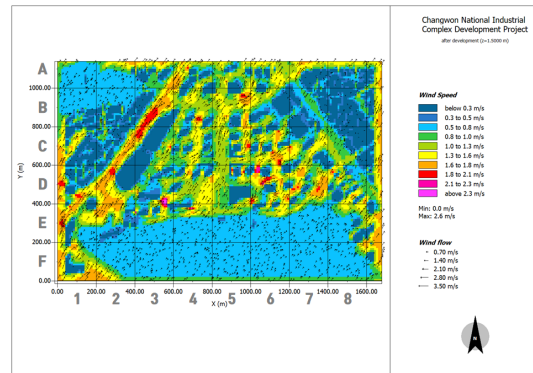 Changwon National Industrial
Complex Development Project
after development (z=1.5000 m)
A
B
C
D
E
F
1000.00
800.00
600.00
400.00
200.00
0.00
Y (m)
0.00 200.00 400.00 600.00 800.00 1000.00 1200.00 1400.00 1600.00
X (m)
1 2 3 4 5 6 7 8
Wind Speed
below 0.3 m/s
0.3 to 0.5 m/s
0.5 to 0.8 m/s
0.8 to 1.0 m/s
1.0 to 1.3 m/s
1.3 to 1.6 m/s
1.6 to 1.8 m/s
1.8 to 2.1 m/s
2.1 to 2.3 m/s
above 2.3 m/s
Min: 0.0 m/s
Max: 2.6 m/s
Wind flow
0.70 m/s
1.40 m/s
2.10 m/s
2.80 m/s
3.50 m/s
N